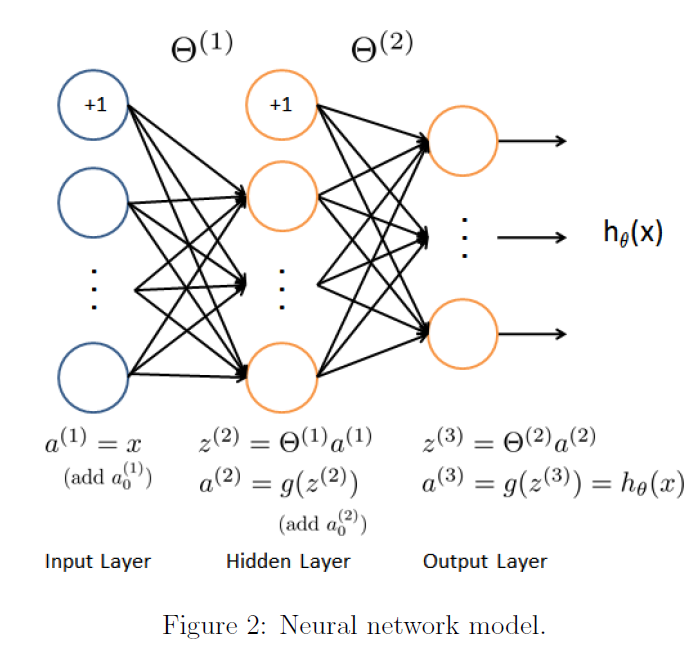 Θ⁽¹⁾ Θ⁽²⁾
+1 +1
hθ(x)
a⁽¹⁾ = x z⁽²⁾ = Θ⁽¹⁾a⁽¹⁾ z⁽³⁾ = Θ⁽²⁾a⁽²⁾
(add a₀⁽¹⁾) a⁽²⁾ = g(z⁽²⁾) a⁽³⁾ = g(z⁽³⁾) = hθ(x)
(add a₀⁽²⁾)
Input Layer Hidden Layer Output Layer
Figure 2: Neural network model.